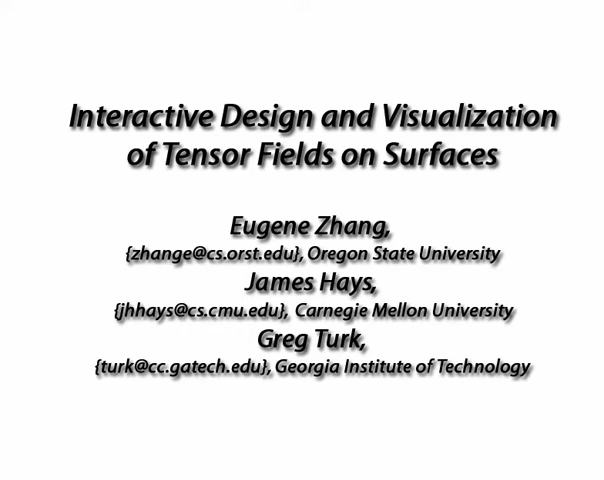 Interactive Design and Visualization
of Tensor Fields on Surfaces
Eugene Zhang,
{zhange@cs.orst.edu}, Oregon State University
James Hays,
{jhhays@cs.cmu.edu}, Carnegie Mellon University
Greg Turk,
{turk@cc.gatech.edu}, Georgia Institute of Technology